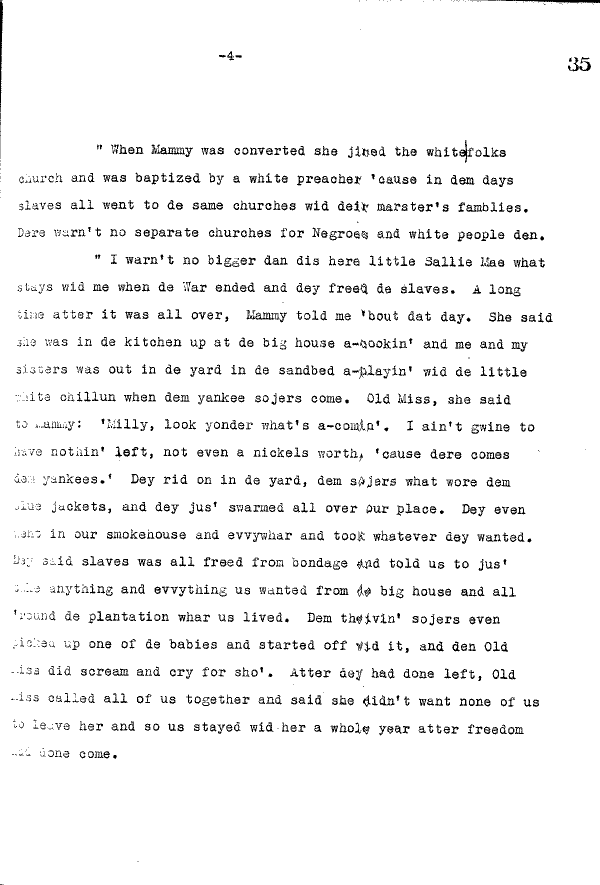 -4-
35
" When Mammy was converted she jined the whitefolks
church and was baptized by a white preacher 'cause in dem days
slaves all went to de same churches wid deir marster's famblies.
Dere warn't no separate churches for Negroes and white people den.
" I warn't no bigger dan dis here little Sallie Mae what
stays wid me when de War ended and dey freed de slaves. A long
time atter it was all over, Mammy told me 'bout dat day. She said
she was in de kitchen up at de big house a-cookin' and me and my
sisters was out in de yard in de sandbed a-playin' wid de little
white chillun when dem yankee sojers come. Old Miss, she said
to Mammy: 'Milly, look yonder what's a-comin'. I ain't gwine to
have nothin' left, not even a nickels worth, 'cause dere comes
dem yankees.' Dey rid on in de yard, dem sojers what wore dem
blue jackets, and dey jus' swarmed all over our place. Dey even
went in our smokehouse and evvywhar and took whatever dey wanted.
Dey said slaves was all freed from bondage and told us to jus'
take anything and evvything us wanted from de big house and all
'round de plantation whar us lived. Dem theivin' sojers even
picked up one of de babies and started off wid it, and den Old
Miss did scream and cry for sho'. Atter dey had done left, Old
Miss called all of us together and said she didn't want none of us
to leave her and so us stayed wid her a whole year atter freedom
had done come.